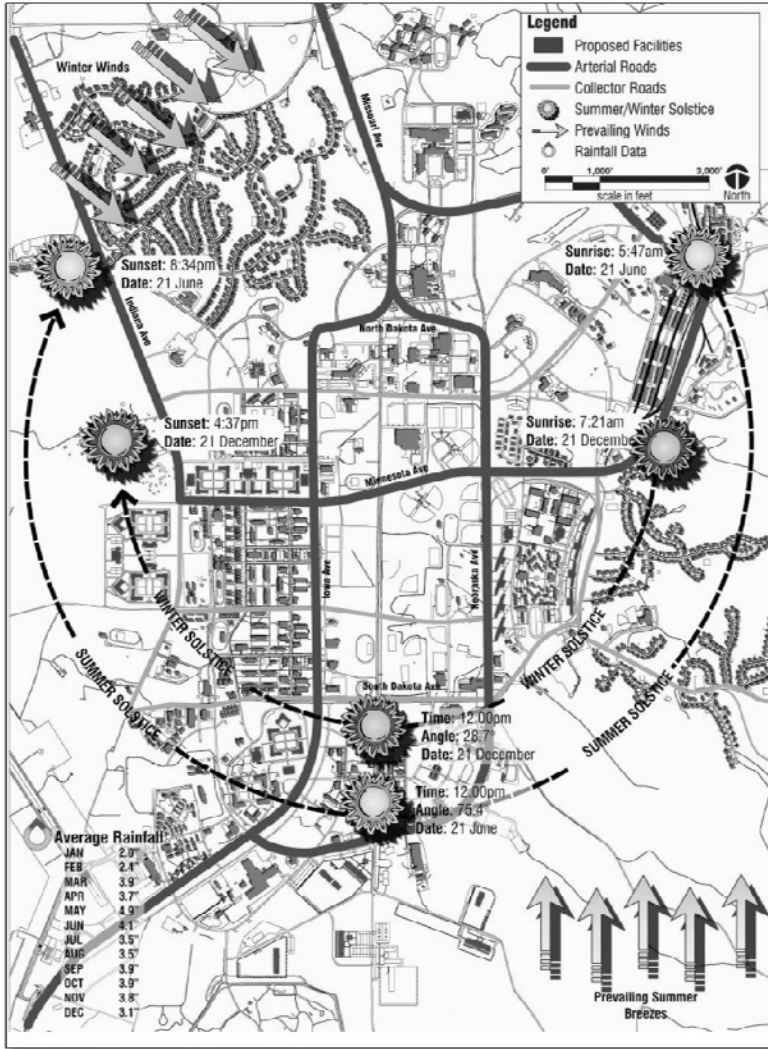 Legend
Proposed Facilities
Arterial Roads
Collector Roads
Summer/Winter Solstice
Prevailing Winds
Rainfall Data
0' 1,000' 3,000'
scale in feet
North
Winter Winds
Missouri Ave
Sunset: 8:34pm
Date: 21 June
Sunrise: 5:47am
Date: 21 June
Indiana Ave
North Dakota Ave
Sunset: 4:37pm
Date: 21 December
Sunrise: 7:21am
Date: 21 December
Minnesota Ave
Iowa Ave
Nebraska Ave
WINTER SOLSTICE
SUMMER SOLSTICE
WINTER SOLSTICE
SUMMER SOLSTICE
South Dakota Ave
Time: 12.00pm
Angle: 28.7°
Date: 21 December
Time: 12.00pm
Angle: 75.4°
Date: 21 June
Average Rainfall
JAN 2.0"
FEB 2.4"
MAR 3.9"
APR 3.7"
MAY 4.9"
JUN 4.1"
JUL 3.5"
AUG 3.5"
SEP 3.9"
OCT 3.9"
NOV 3.8"
DEC 3.1"
Prevailing Summer
Breezes